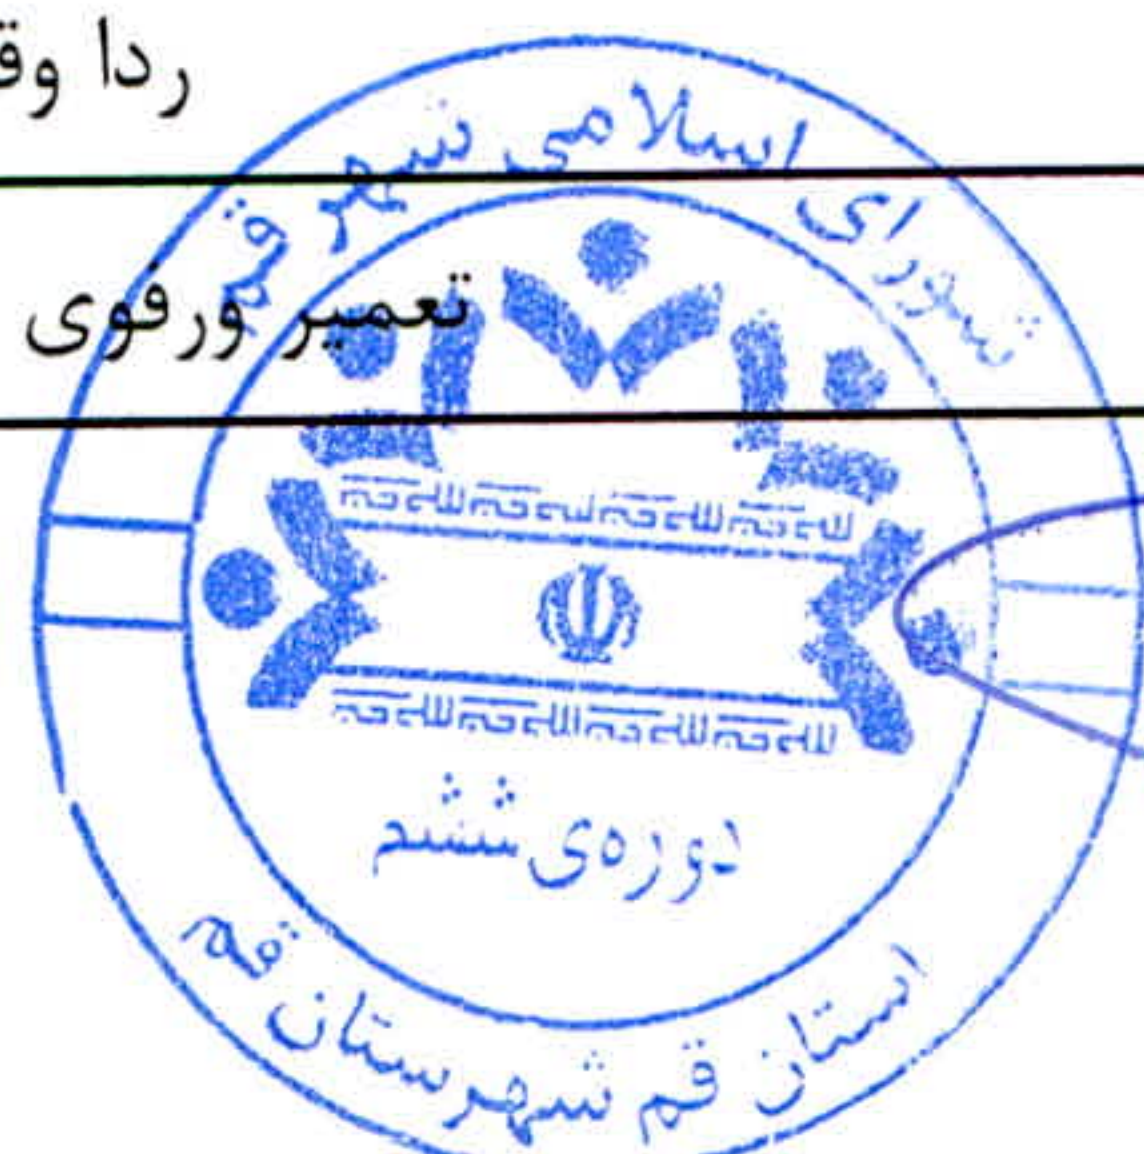 ردا وق
شورای اسلامی شهر قم
تعمیر ورفوی
دوره‌ی ششم
استان قم شهرستان قم